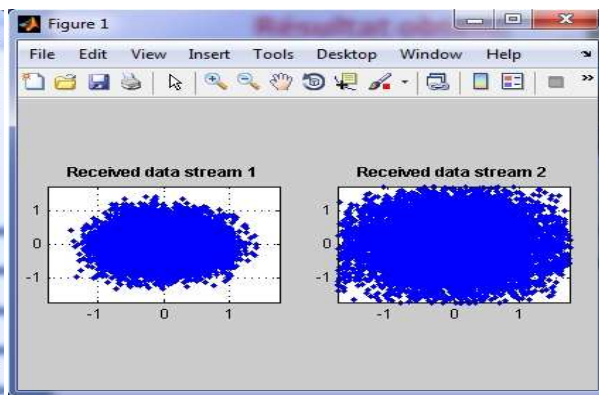 Figure 1
File Edit View Insert Tools Desktop Window Help
Received data stream 1
1
0
-1
-1 0 1
Received data stream 2
1
0
-1
-1 0 1